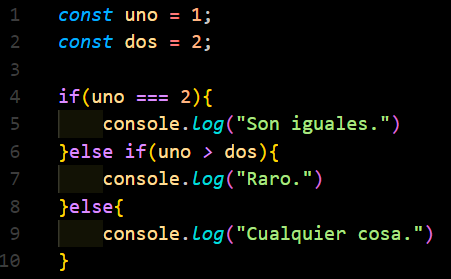 1 const uno = 1;
2 const dos = 2;
3
4 if(uno === 2){
5     console.log("Son iguales.")
6 }else if(uno > dos){
7     console.log("Raro.")
8 }else{
9     console.log("Cualquier cosa.")
10 }